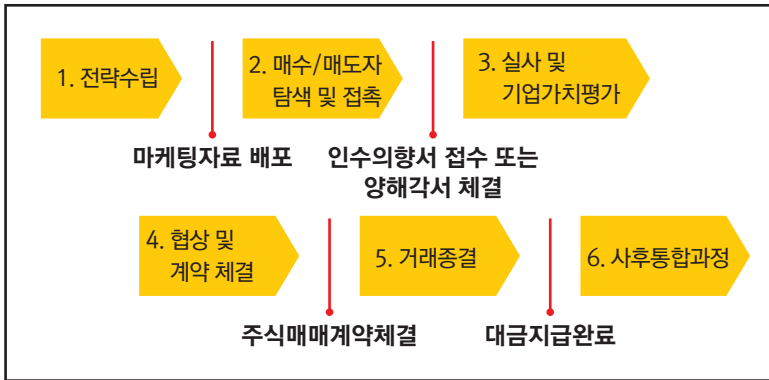 1. 전략수립
2. 매수/매도자
탐색 및 접촉
3. 실사 및
기업가치평가
마케팅자료 배포
인수의향서 접수 또는
양해각서 체결
4. 협상 및
계약 체결
5. 거래종결
6. 사후통합과정
주식매매계약체결
대금지급완료